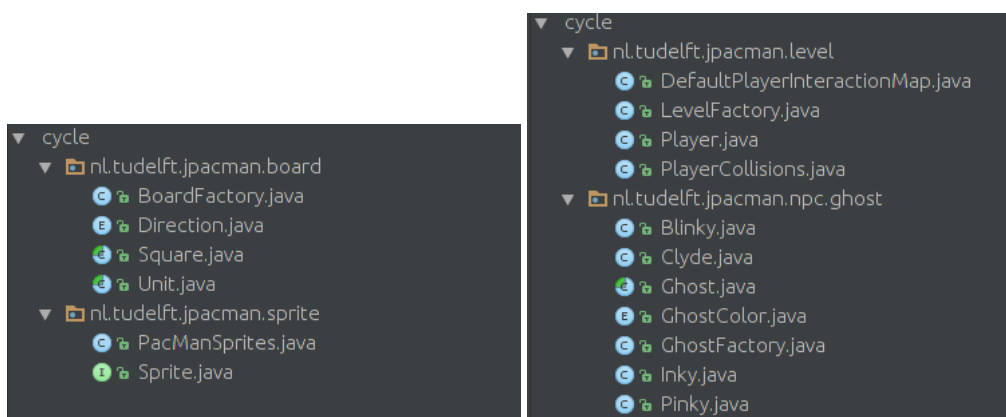 cycle
nl.tudelft.jpacman.board
BoardFactory.java
Direction.java
Square.java
Unit.java
nl.tudelft.jpacman.sprite
PacManSprites.java
Sprite.java
cycle
nl.tudelft.jpacman.level
DefaultPlayerInteractionMap.java
LevelFactory.java
Player.java
PlayerCollisions.java
nl.tudelft.jpacman.npc.ghost
Blinky.java
Clyde.java
Ghost.java
GhostColor.java
GhostFactory.java
Inky.java
Pinky.java